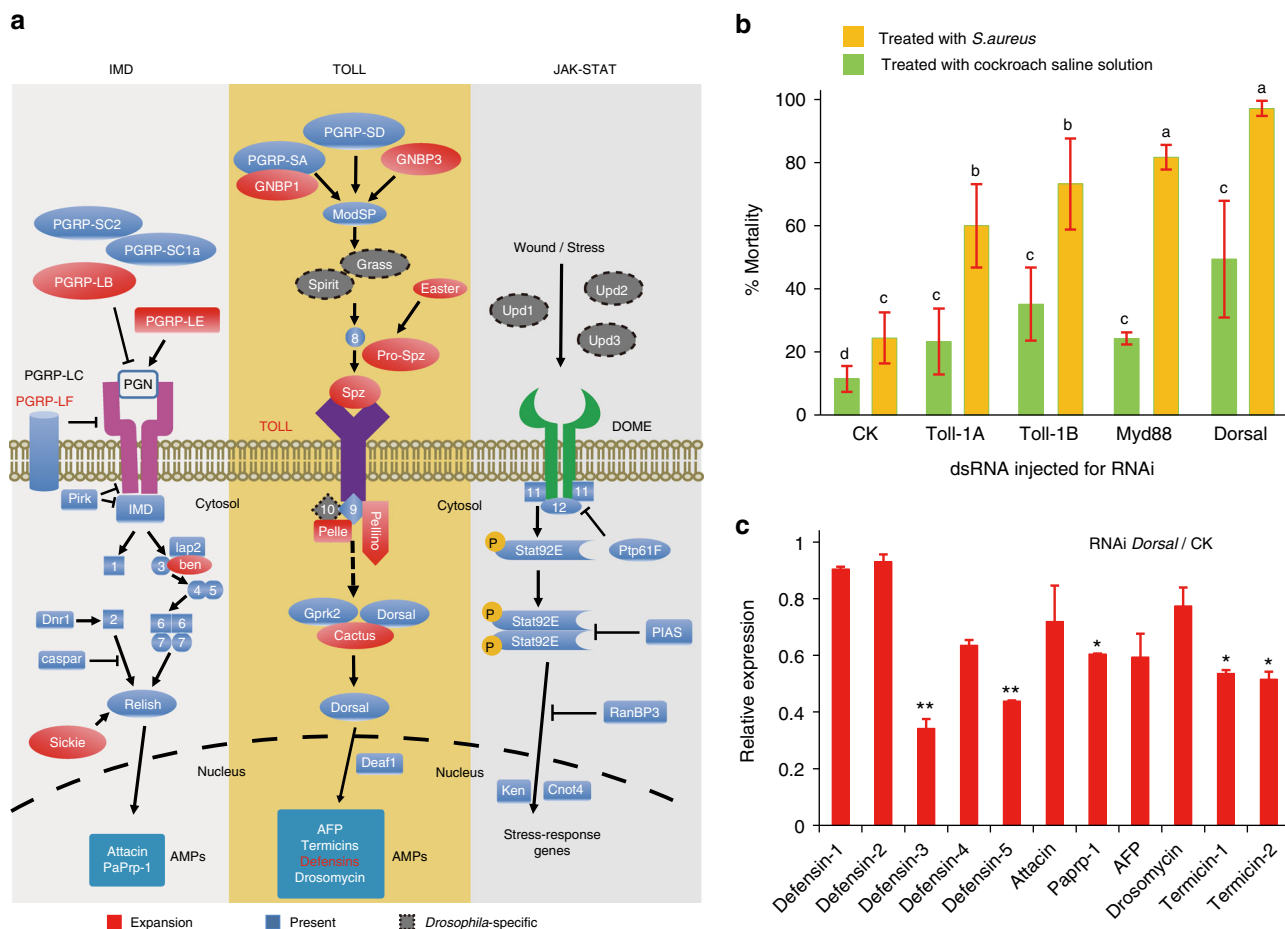 a
IMD
TOLL
JAK-STAT
PGRP-SD
PGRP-SA
GNBP3
GNBP1
ModSP
PGRP-SC2
PGRP-SC1a
PGRP-LB
Wound / Stress
Grass
Spirit
Easter
Upd2
Upd1
Upd3
PGRP-LE
8
Pro-Spz
PGRP-LC
PGN
PGRP-LF
Spz
TOLL
DOME
Pirk
IMD
Cytosol
10
9
Pelle
Pellino
Cytosol
11
11
12
P
Stat92E
Ptp61F
1
3
Iap2
ben
4
5
Dnr1
2
6
6
7
7
caspar
Gprk2
Dorsal
Cactus
P
Stat92E
P
Stat92E
PIAS
Relish
Sickie
Dorsal
RanBP3
Nucleus
Deaf1
Nucleus
Ken
Cnot4
Attacin
PaPrp-1
AMPs
AFP
Termicins
Defensins
Drosomycin
AMPs
Stress-response
genes
Expansion
Present
Drosophila-specific
b
Treated with S.aureus
Treated with cockroach saline solution
% Mortality
100
80
60
40
20
0
d
c
c
b
c
b
c
a
c
a
CK
Toll-1A
Toll-1B
Myd88
Dorsal
dsRNA injected for RNAi
c
RNAi Dorsal / CK
Relative expression
1
0.8
0.6
0.4
0.2
0
**
**
*
*
*
Defensin-1
Defensin-2
Defensin-3
Defensin-4
Defensin-5
Attacin
Paprp-1
AFP
Drosomycin
Termicin-1
Termicin-2